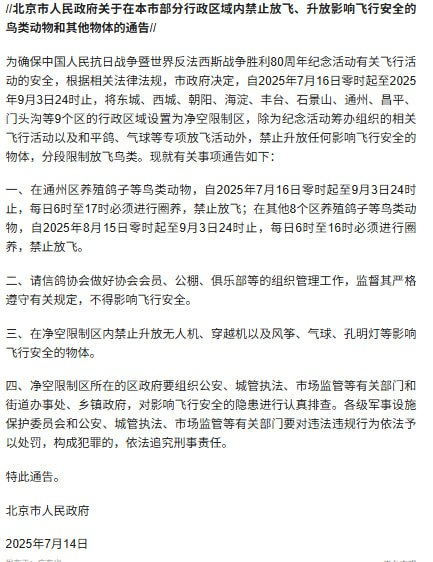 //北京市人民政府关于在本市部分行政区域内禁止放飞、升放影响飞行安全的
鸟类动物和其他物体的通告//
为确保中国人民抗日战争暨世界反法西斯战争胜利80周年纪念活动有关飞行活
动的安全，根据相关法律法规，市政府决定，自2025年7月16日零时起至2025
年9月3日24时止，将东城、西城、朝阳、海淀、丰台、石景山、通州、昌平、
门头沟等9个区的行政区域设置为净空限制区，除为纪念活动筹办组织的相关
飞行活动以及和平鸽、气球等专项放飞活动外，禁止升放任何影响飞行安全的
物体，分段限制放飞鸟类。现就有关事项通告如下：
一、在通州区养殖鸽子等鸟类动物，自2025年7月16日零时起至9月3日24时
止，每日6时至17时必须进行圈养，禁止放飞；在其他8个区养殖鸽子等鸟类动
物，自2025年8月15日零时起至9月3日24时止，每日6时至16时必须进行圈
养，禁止放飞。
二、请信鸽协会做好协会会员、公棚、俱乐部等的组织管理工作，监督其严格
遵守有关规定，不得影响飞行安全。
三、在净空限制区内禁止升放无人机、穿越机以及风筝、气球、孔明灯等影响
飞行安全的物体。
四、净空限制区所在的区政府要组织公安、城管执法、市场监管等有关部门和
街道办事处、乡镇政府，对影响飞行安全的隐患进行认真排查。各级军事设施
保护委员会和公安、城管执法、市场监管等有关部门要对违法违规行为依法予
以处罚，构成犯罪的，依法追究刑事责任。
特此通告。
北京市人民政府
2025年7月14日